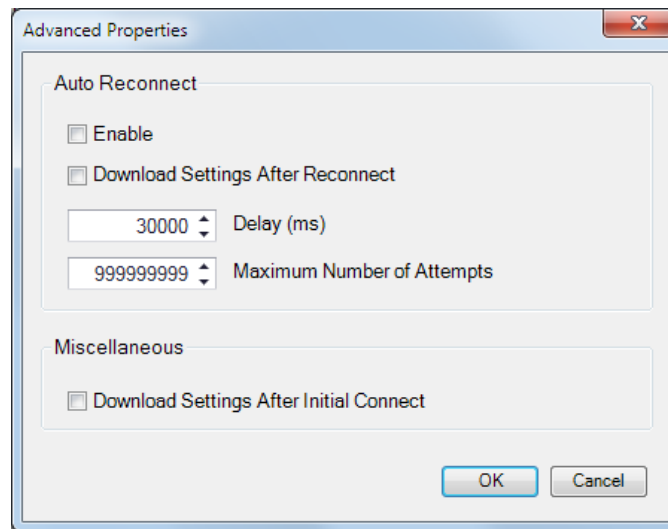 Advanced Properties
Auto Reconnect
Enable
Download Settings After Reconnect
30000 Delay (ms)
999999999 Maximum Number of Attempts
Miscellaneous
Download Settings After Initial Connect
OK Cancel